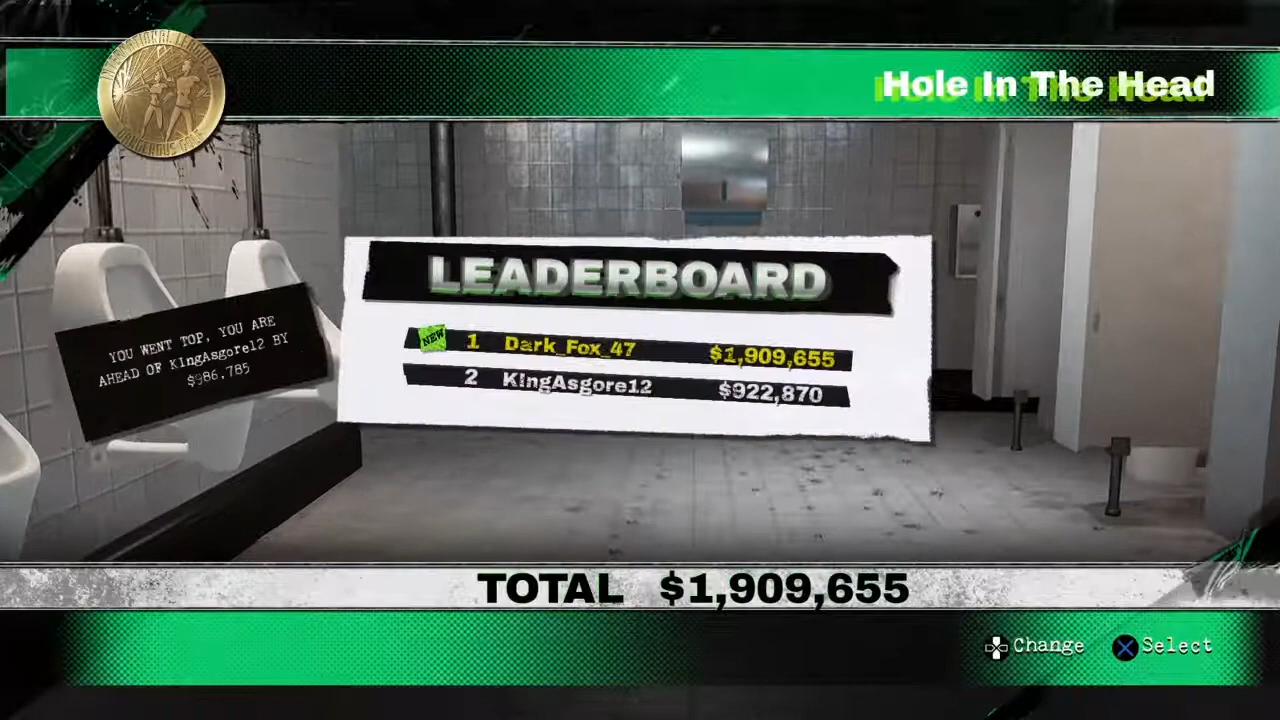 Hole In The Head
LEADERBOARD
NEW 1 Dark_Fox_47 $1,909,655
2 KIngAsgore12 $922,870
YOU WENT TOP, YOU ARE
AHEAD OF KIngAsgore12 BY
$986,785
TOTAL $1,909,655
Change Select